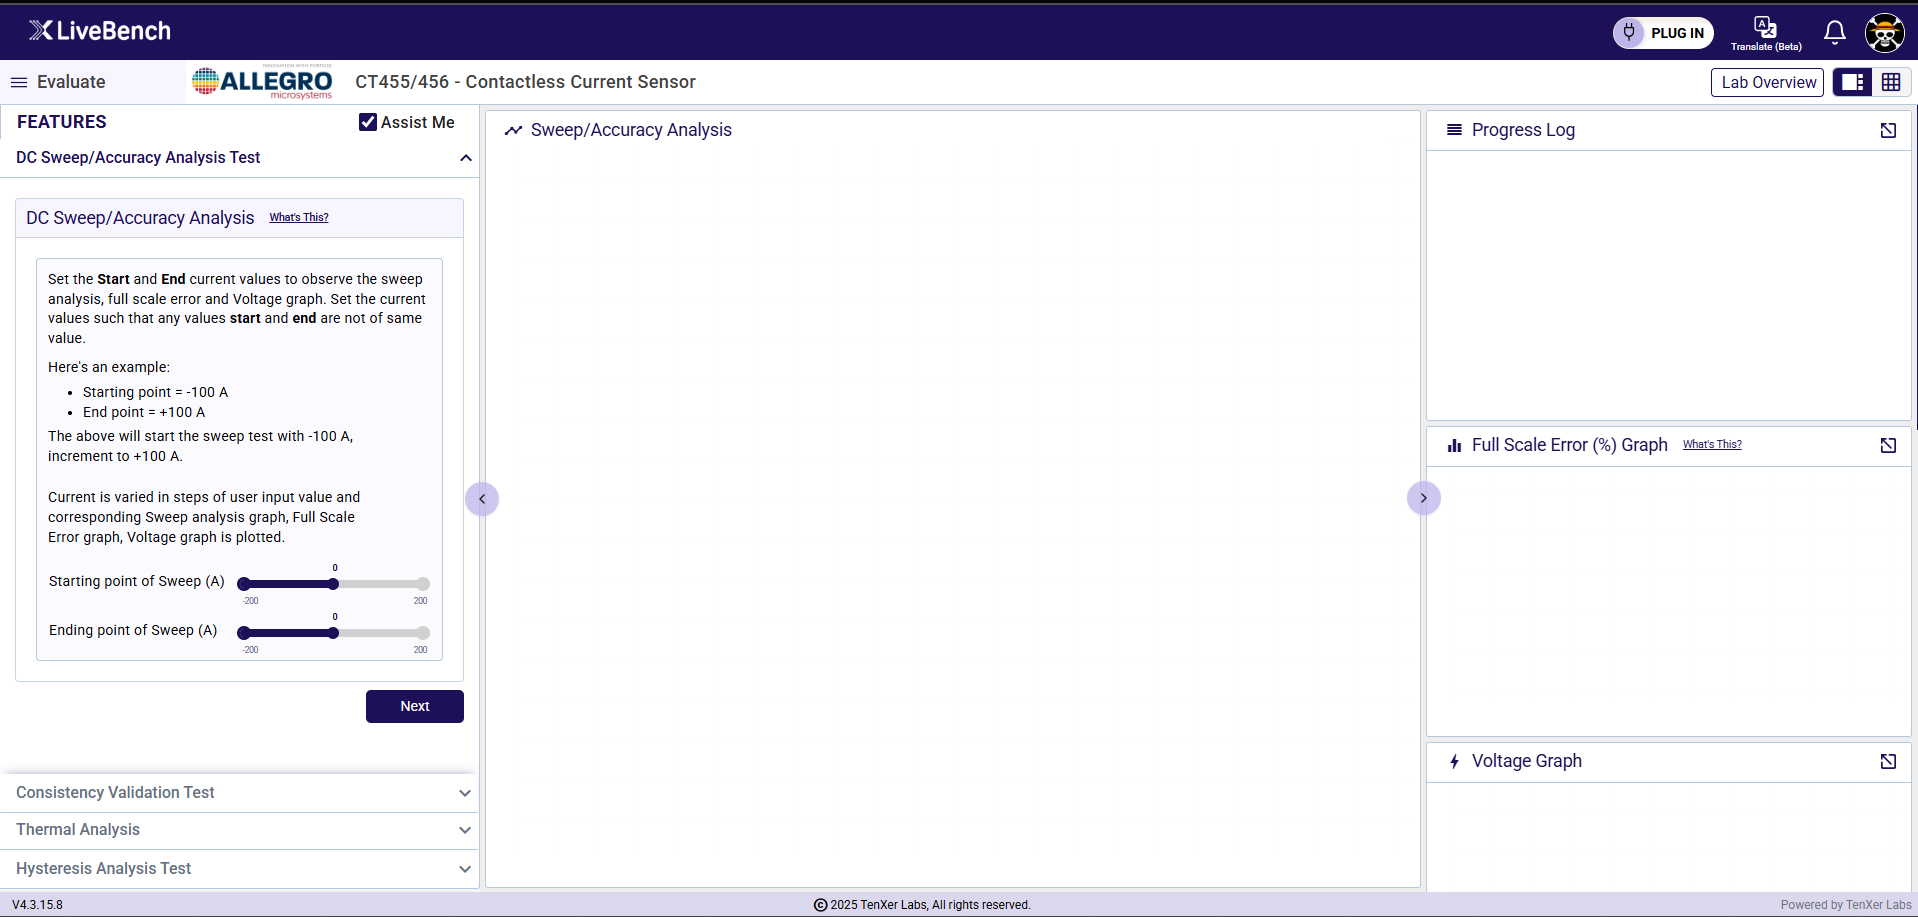 LiveBench
PLUG IN
Translate (Beta)
Evaluate
INNOVATION WITH PURPOSE
ALLEGRO
microsystems
CT455/456 - Contactless Current Sensor
Lab Overview
FEATURES
Assist Me
DC Sweep/Accuracy Analysis Test
DC Sweep/Accuracy Analysis What's This?
Set the Start and End current values to observe the sweep
analysis, full scale error and Voltage graph. Set the current
values such that any values start and end are not of same
value.
Here's an example:
• Starting point = -100 A
• End point = +100 A
The above will start the sweep test with -100 A,
increment to +100 A.
Current is varied in steps of user input value and
corresponding Sweep analysis graph, Full Scale
Error graph, Voltage graph is plotted.
0
Starting point of Sweep (A)
-200 200
0
Ending point of Sweep (A)
-200 200
Next
Consistency Validation Test
Thermal Analysis
Hysteresis Analysis Test
Sweep/Accuracy Analysis
Progress Log
Full Scale Error (%) Graph What's This?
Voltage Graph
V4.3.15.8
© 2025 TenXer Labs, All rights reserved.
Powered by TenXer Labs